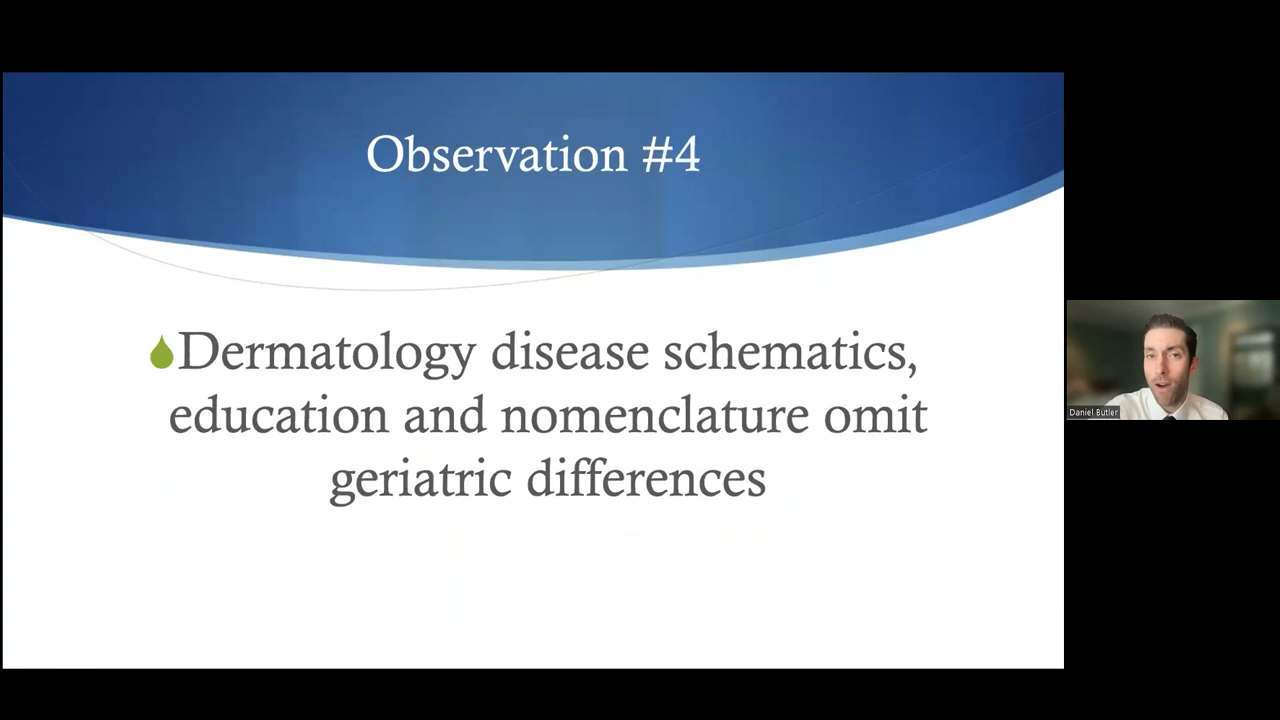 Observation #4
Dermatology disease schematics,
education and nomenclature omit
geriatric differences
Daniel Butler